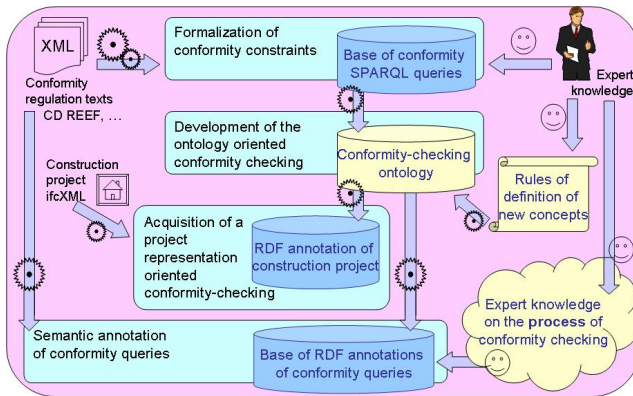 XML
Conformity
regulation texts
CD REEF, …
Formalization of
conformity constraints
Base of conformity
SPARQL queries
Expert
knowledge
Development of the
ontology oriented
conformity checking
Conformity-checking
ontology
Rules of
definition of
new concepts
Construction
project
ifcXML
Acquisition of a
project
representation
oriented
conformity-checking
RDF annotation of
construction project
Expert knowledge
on the process of
conformity checking
Semantic annotation
of conformity queries
Base of RDF annotations
of conformity queries